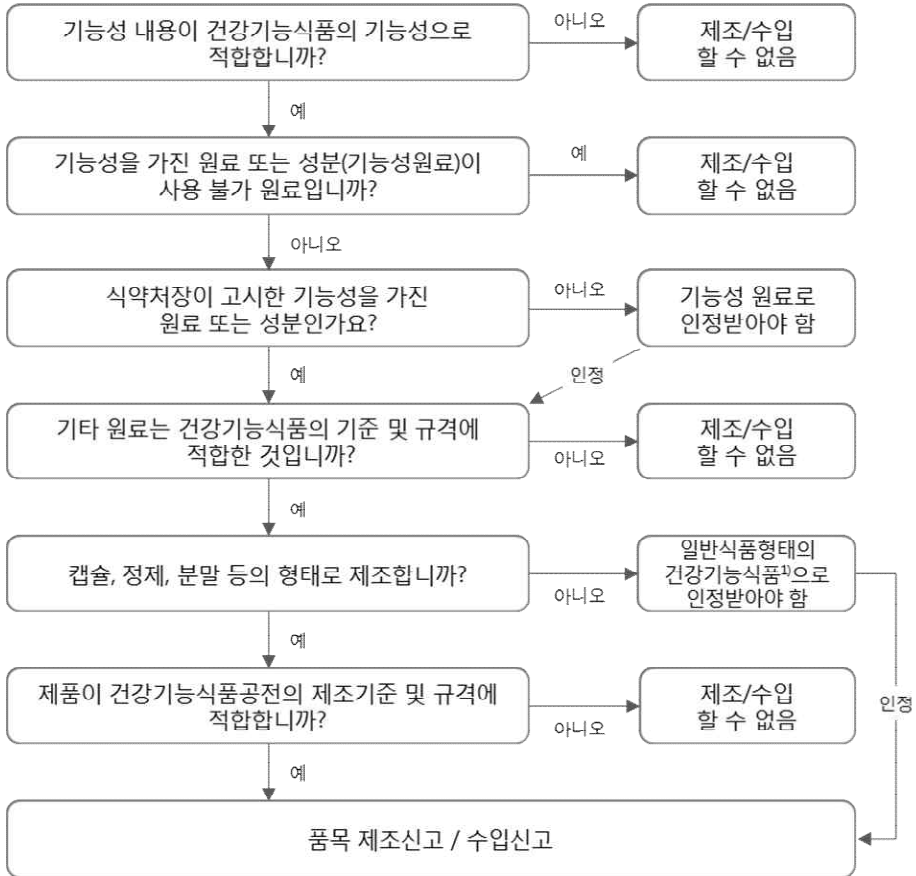 기능성 내용이 건강기능식품의 기능성으로
적합합니까?
아니오
제조/수입
할 수 없음
예
기능성을 가진 원료 또는 성분(기능성원료)이
사용 불가 원료입니까?
예
제조/수입
할 수 없음
아니오
식약처장이 고시한 기능성을 가진
원료 또는 성분인가요?
아니오
기능성 원료로
인정받아야 함
예
인정
기타 원료는 건강기능식품의 기준 및 규격에
적합한 것입니까?
아니오
제조/수입
할 수 없음
예
캡슐, 정제, 분말 등의 형태로 제조합니까?
아니오
일반식품형태의
건강기능식품¹⁾으로
인정받아야 함
예
제품이 건강기능식품공전의 제조기준 및 규격에
적합합니까?
아니오
제조/수입
할 수 없음
인정
예
품목 제조신고 / 수입신고